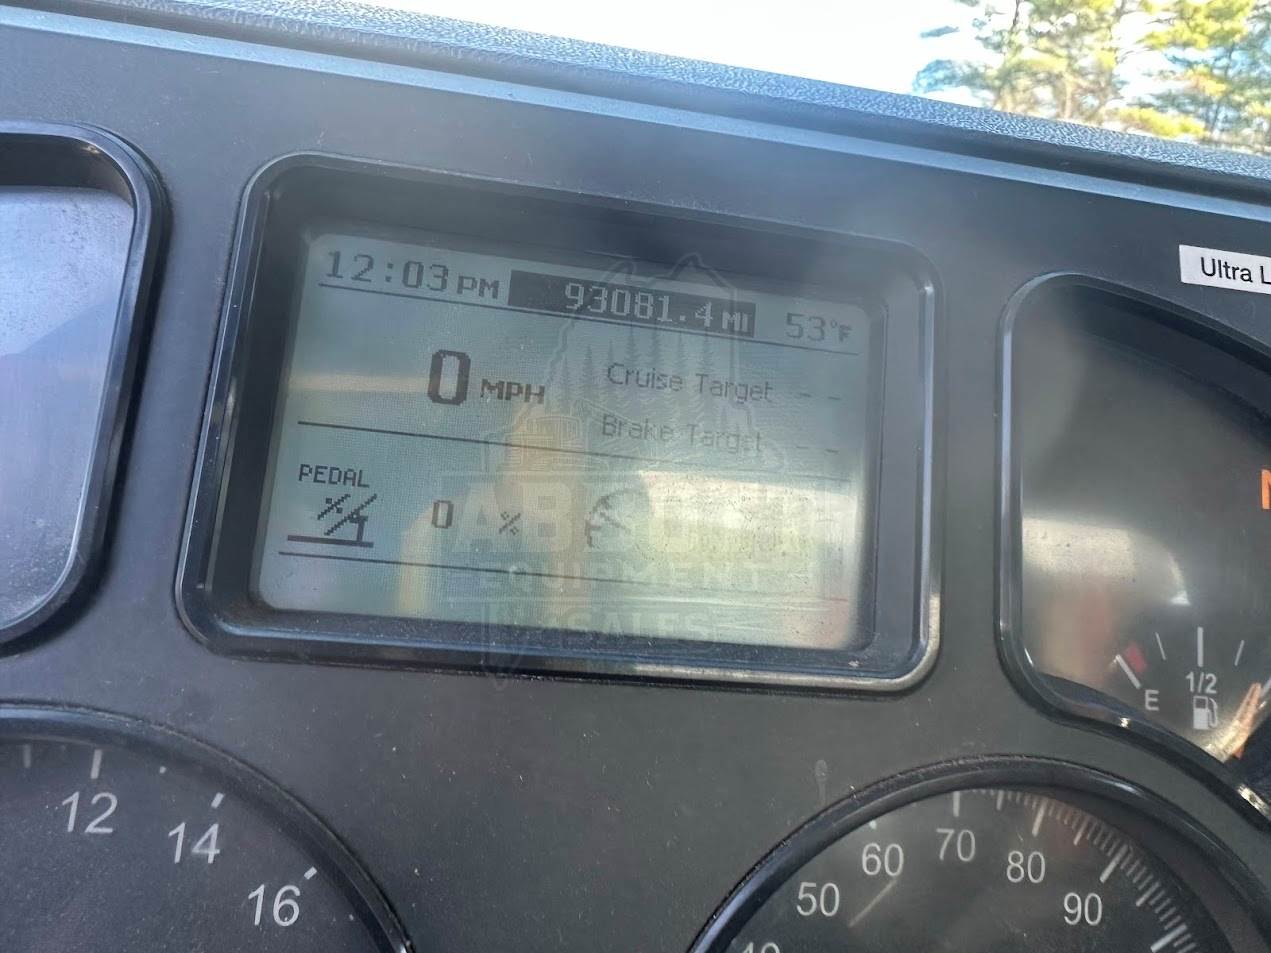 12:03 PM 93081.4 MI 53°F
0 MPH Cruise Target - -
Brake Target - -
PEDAL
0 %
Ultra L
E 1/2
12 14 16
50 60 70 80 90
ABSOLUTE
EQUIPMENT
SALES